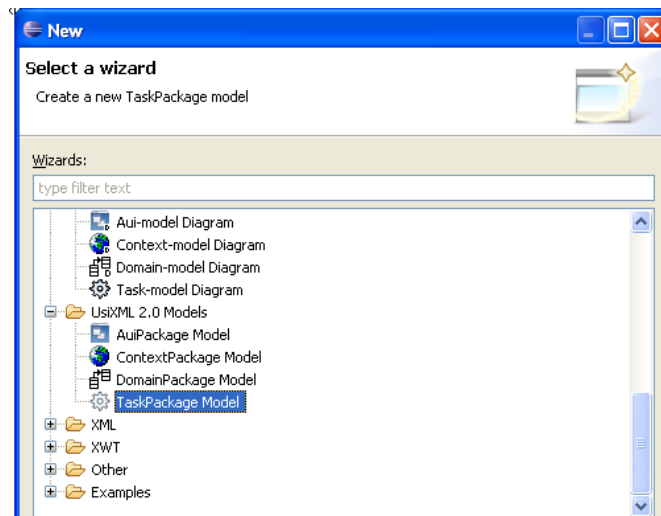 New
Select a wizard
Create a new TaskPackage model
Wizards:
type filter text
Aui-model Diagram
Context-model Diagram
Domain-model Diagram
Task-model Diagram
UsiXML 2.0 Models
AuiPackage Model
ContextPackage Model
DomainPackage Model
TaskPackage Model
XML
XWT
Other
Examples